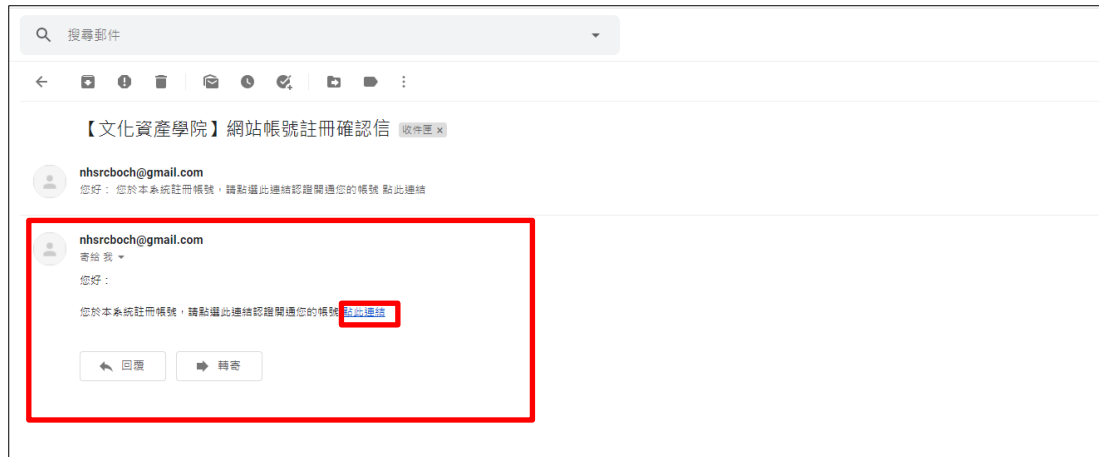 搜尋郵件
【文化資產學院】網站帳號註冊確認信 收件匣 x
nhsrcboch@gmail.com
您好： 您於本系統註冊帳號，請點選此連結認證開通您的帳號 點此連結
nhsrcboch@gmail.com
寄給 我
您好：
您於本系統註冊帳號，請點選此連結認證開通您的帳號 點此連結
回覆
轉寄